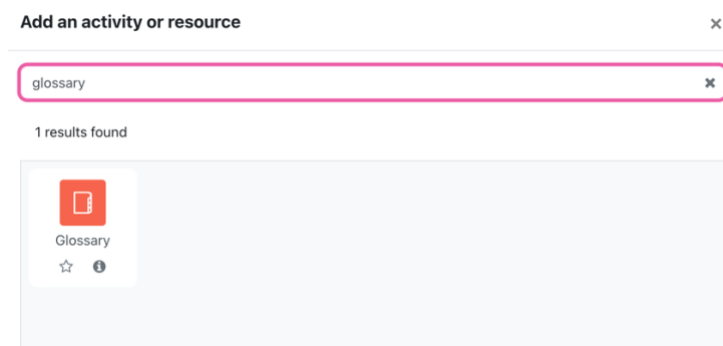 Add an activity or resource
glossary
1 results found
Glossary